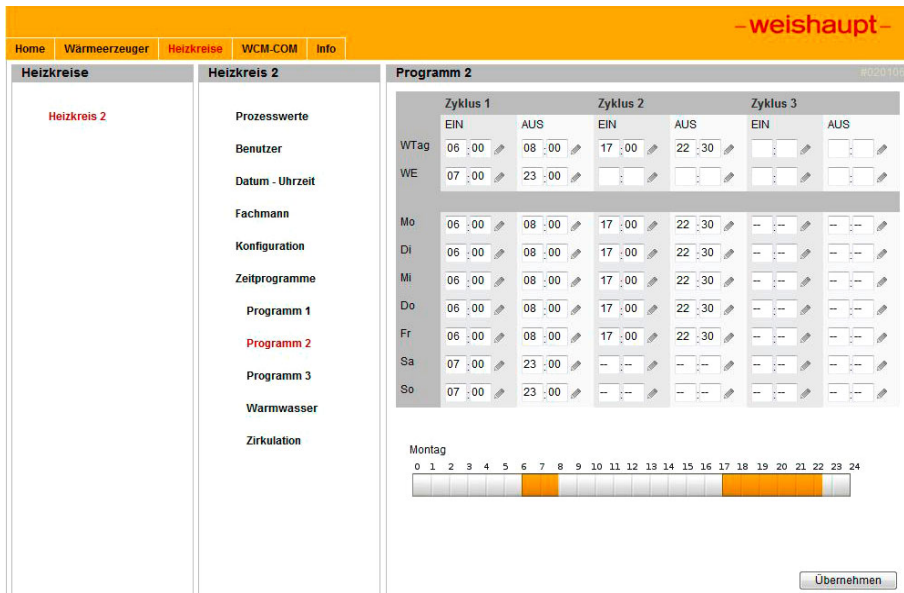 -weishaupt-
Home Wärmeerzeuger Heizkreise WCM-COM Info
Heizkreise
Heizkreis 2
Heizkreis 2
Prozesswerte
Benutzer
Datum - Uhrzeit
Fachmann
Konfiguration
Zeitprogramme
Programm 1
Programm 2
Programm 3
Warmwasser
Zirkulation
Programm 2
Zyklus 1 Zyklus 2 Zyklus 3
EIN AUS EIN AUS EIN AUS
WTag 06 : 00 08 : 00 17 : 00 22 : 30 : :
WE 07 : 00 23 : 00 : : : :
Mo 06 : 00 08 : 00 17 : 00 22 : 30 -- : -- -- : --
Di 06 : 00 08 : 00 17 : 00 22 : 30 -- : -- -- : --
Mi 06 : 00 08 : 00 17 : 00 22 : 30 -- : -- -- : --
Do 06 : 00 08 : 00 17 : 00 22 : 30 -- : -- -- : --
Fr 06 : 00 08 : 00 17 : 00 22 : 30 -- : -- -- : --
Sa 07 : 00 23 : 00 -- : -- -- : -- -- : -- -- : --
So 07 : 00 23 : 00 -- : -- -- : -- -- : -- -- : --
Montag
0 1 2 3 4 5 6 7 8 9 10 11 12 13 14 15 16 17 18 19 20 21 22 23 24
Übernehmen